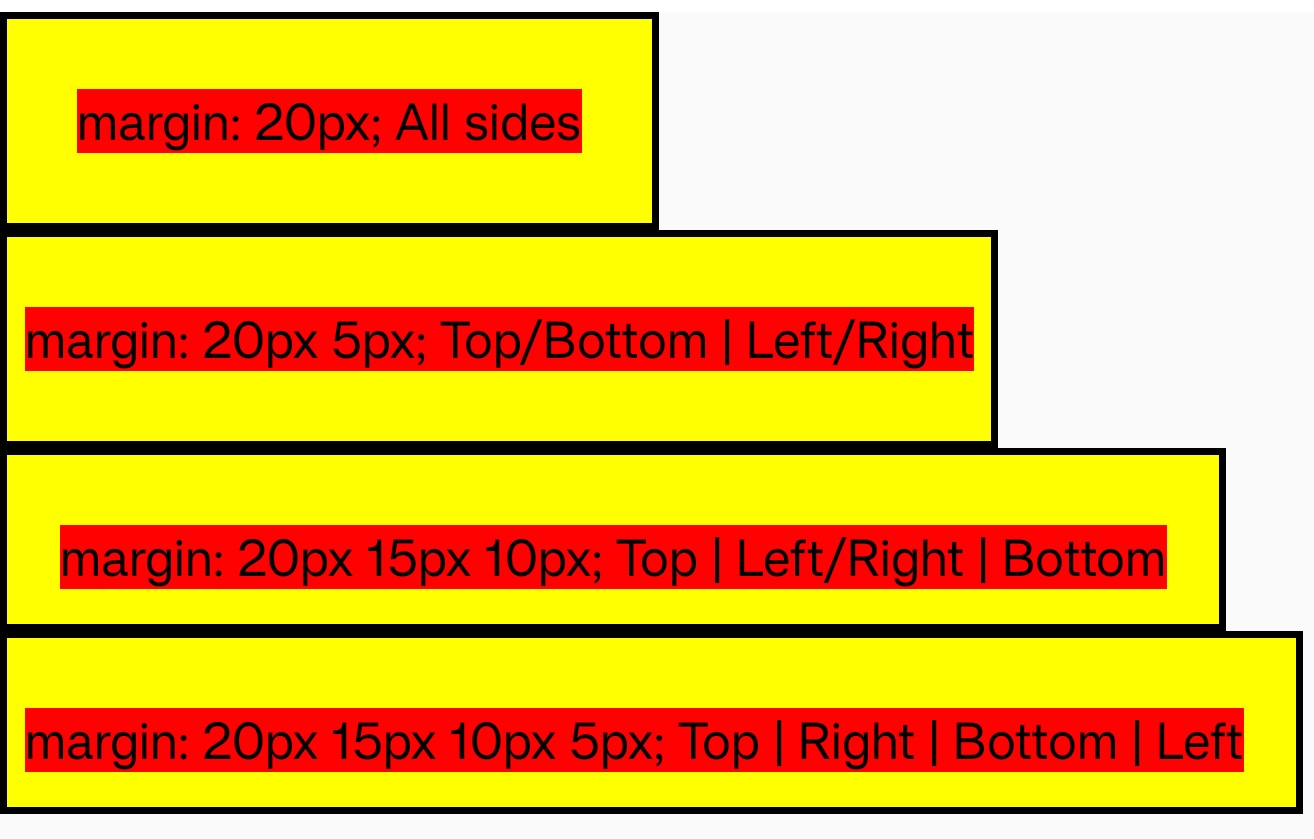 margin: 20px; All sides
margin: 20px 5px; Top/Bottom | Left/Right
margin: 20px 15px 10px; Top | Left/Right | Bottom
margin: 20px 15px 10px 5px; Top | Right | Bottom | Left